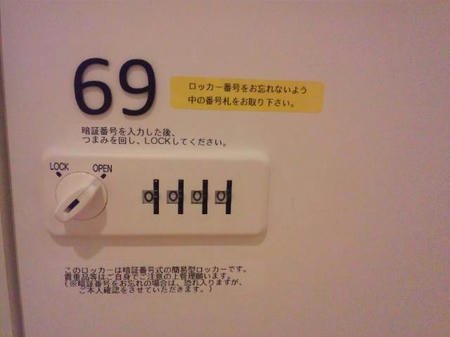 69
ロッカー番号をお忘れないよう
中の番号札をお取り下さい。
暗証番号を入力した後、
つまみを回し、LOCKしてください。
LOCK OPEN
0 0 0 0
このロッカーは暗証番号式の簡易型ロッカーです。
貴重品等はご自身でご注意の上管理願います。
(※暗証番号をお忘れの場合は、恐れ入りますが、
ご本人確認をさせていただきます。)